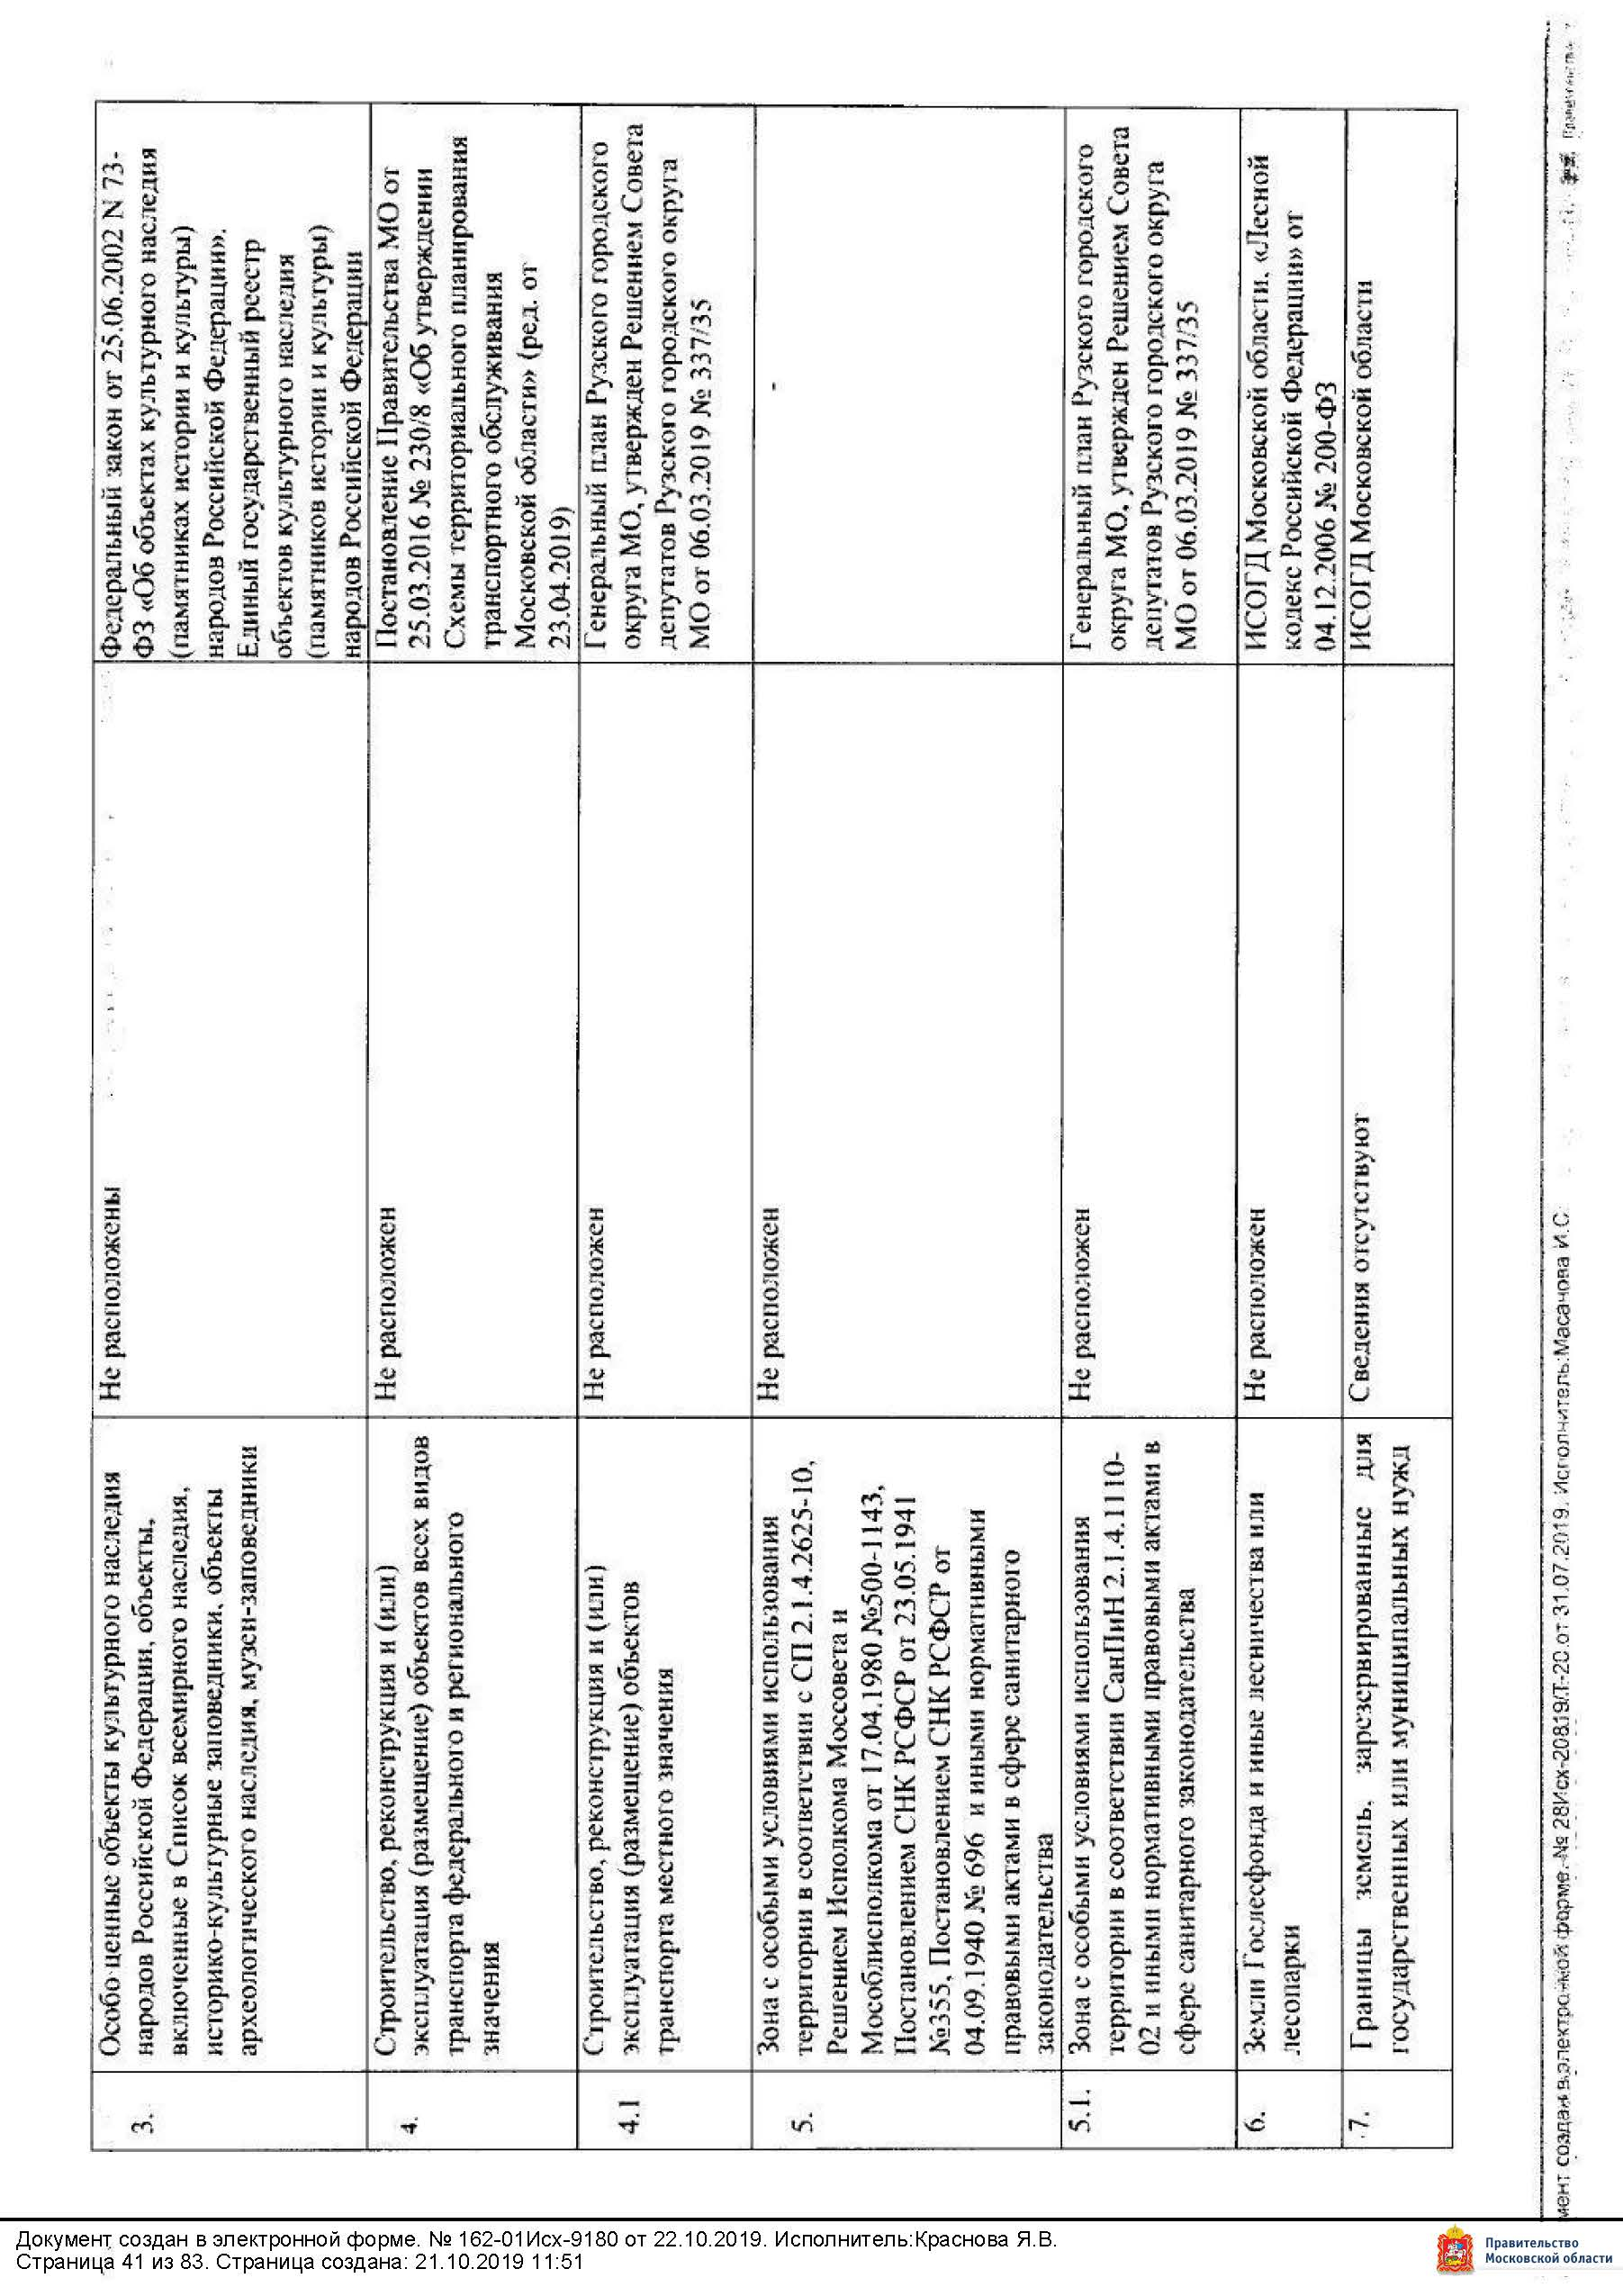 3.
Особо ценные объекты культурного наследия
народов Российской Федерации, объекты,
включенные в Список всемирного наследия,
историко-культурные заповедники, объекты
археологического наследия, музеи-заповедники
Не расположены
Федеральный закон от 25.06.2002 N 73-
ФЗ «Об объектах культурного наследия
(памятниках истории и культуры)
народов Российской Федерации».
Единый государственный реестр
объектов культурного наследия
(памятников истории и культуры)
народов Российской Федерации
4.
Строительство, реконструкция и (или)
эксплуатация (размещение) объектов всех видов
транспорта федерального и регионального
значения
Не расположен
Постановление Правительства МО от
25.03.2016 № 230/8 «Об утверждении
Схемы территориального планирования
транспортного обслуживания
Московской области» (ред. от
23.04.2019)
4.1
Строительство, реконструкция и (или)
эксплуатация (размещение) объектов
транспорта местного значения
Не расположен
Генеральный план Рузского городского
округа МО, утвержден Решением Совета
депутатов Рузского городского округа
МО от 06.03.2019 № 337/35
5.
Зона с особыми условиями использования
территории в соответствии с СП 2.1.4.2625-10,
Решением Исполкома Моссовета и
Мособлисполкома от 17.04.1980 №500-1143,
Постановлением СНК РСФСР от 23.05.1941
№355, Постановлением СНК РСФСР от
04.09.1940 № 696 и иными нормативными
правовыми актами в сфере санитарного
законодательства
Не расположен
-
5.1.
Зона с особыми условиями использования
территории в соответствии СанПиН 2.1.4.1110-
02 и иными нормативными правовыми актами в
сфере санитарного законодательства
Не расположен
Генеральный план Рузского городского
округа МО, утвержден Решением Совета
депутатов Рузского городского округа
МО от 06.03.2019 № 337/35
6.
Земли Гослесфонда и иные лесничества или
лесопарки
Не расположен
ИСОГД Московской области. «Лесной
кодекс Российской Федерации» от
04.12.2006 № 200-ФЗ
7.
Границы земель, зарезервированные для
государственных или муниципальных нужд
Сведения отсутствуют
ИСОГД Московской области
мент создан в электронной форме. № 28Исх-20819/Т-20 от 31.07.2019. Исполнитель:Масанова И.С.
Документ создан в электронной форме. № 162-01Исх-9180 от 22.10.2019. Исполнитель:Краснова Я.В.
Страница 41 из 83. Страница создана: 21.10.2019 11:51
Правительство
Московской области